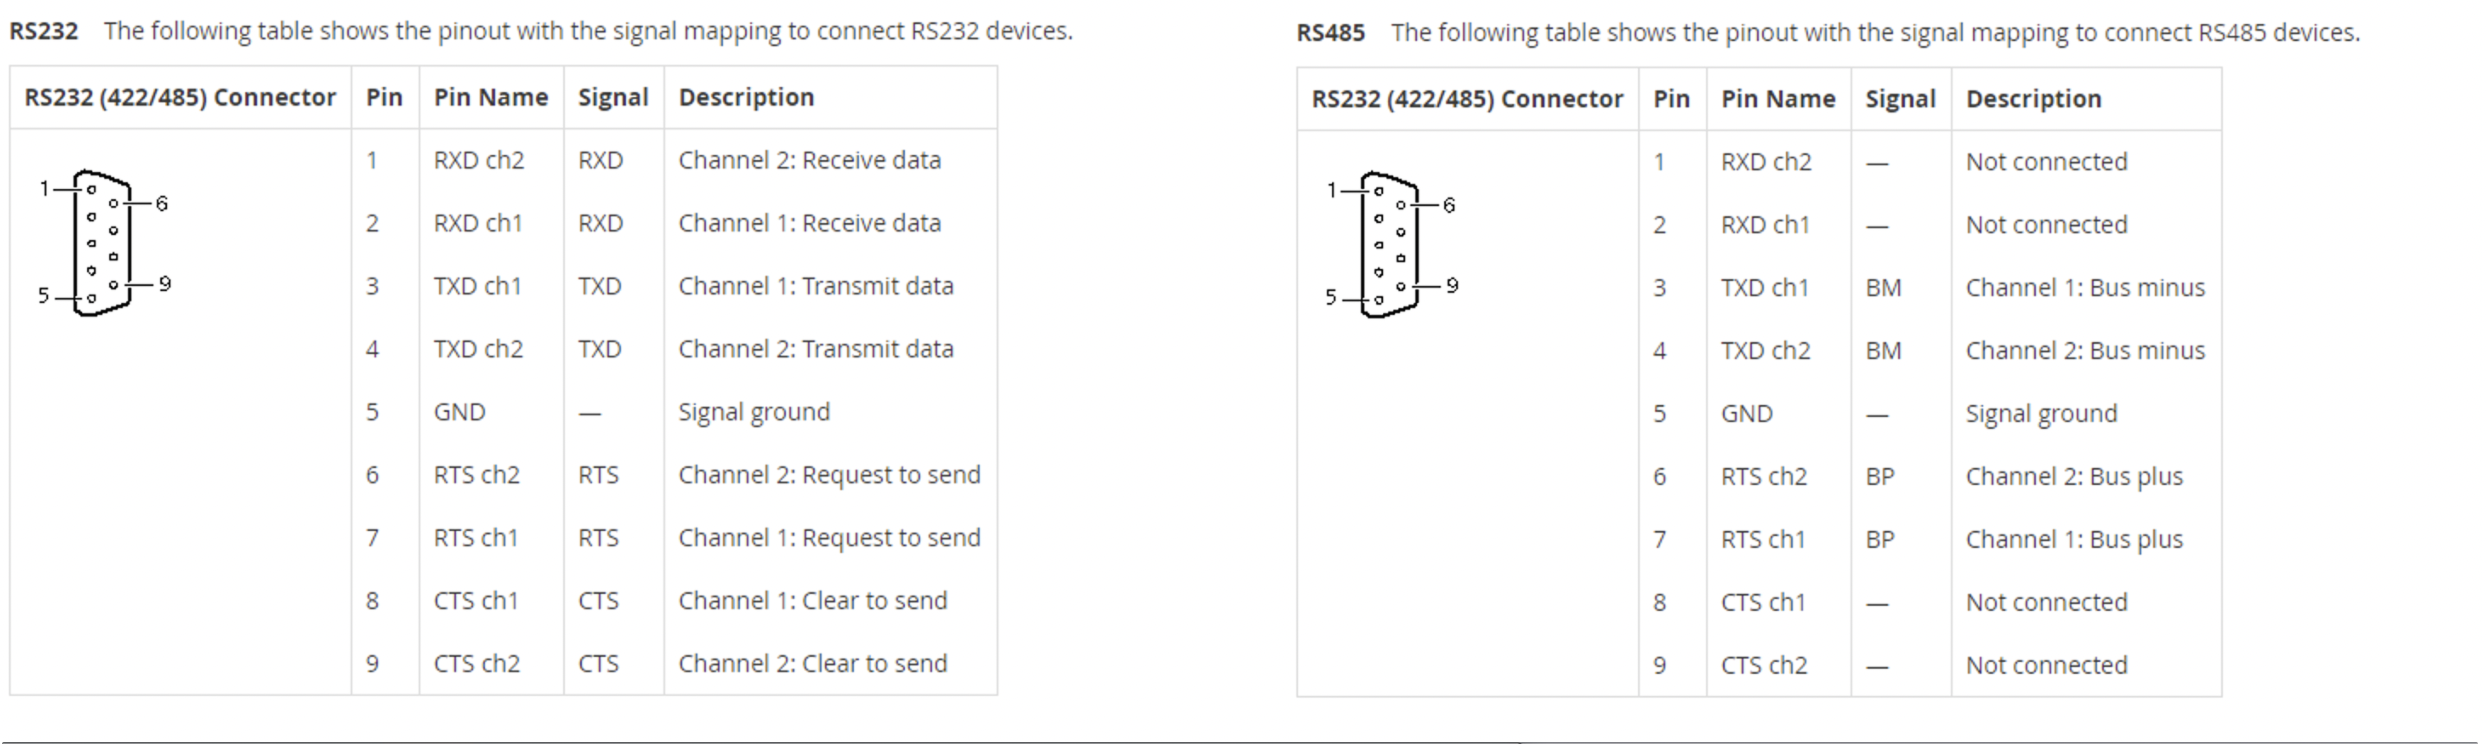 RS232 The following table shows the pinout with the signal mapping to connect RS232 devices.
RS232 (422/485) Connector Pin Pin Name Signal Description
1 6 5 9
1 RXD ch2 RXD Channel 2: Receive data
2 RXD ch1 RXD Channel 1: Receive data
3 TXD ch1 TXD Channel 1: Transmit data
4 TXD ch2 TXD Channel 2: Transmit data
5 GND — Signal ground
6 RTS ch2 RTS Channel 2: Request to send
7 RTS ch1 RTS Channel 1: Request to send
8 CTS ch1 CTS Channel 1: Clear to send
9 CTS ch2 CTS Channel 2: Clear to send
RS485 The following table shows the pinout with the signal mapping to connect RS485 devices.
RS232 (422/485) Connector Pin Pin Name Signal Description
1 6 5 9
1 RXD ch2 — Not connected
2 RXD ch1 — Not connected
3 TXD ch1 BM Channel 1: Bus minus
4 TXD ch2 BM Channel 2: Bus minus
5 GND — Signal ground
6 RTS ch2 BP Channel 2: Bus plus
7 RTS ch1 BP Channel 1: Bus plus
8 CTS ch1 — Not connected
9 CTS ch2 — Not connected